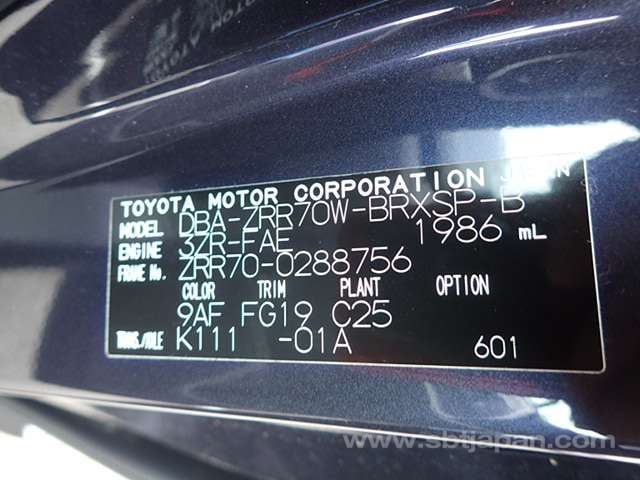 TOYOTA MOTOR CORPORATION JAPAN
MODEL DBA-ZRR70W-BRXSP-B
ENGINE 3ZR-FAE 1986 mL
FRAME No. ZRR70-0288756
COLOR TRIM PLANT OPTION
9AF FG19 C25
TRANS./AXLE K111 -01A 601
www.sbtjapan.com